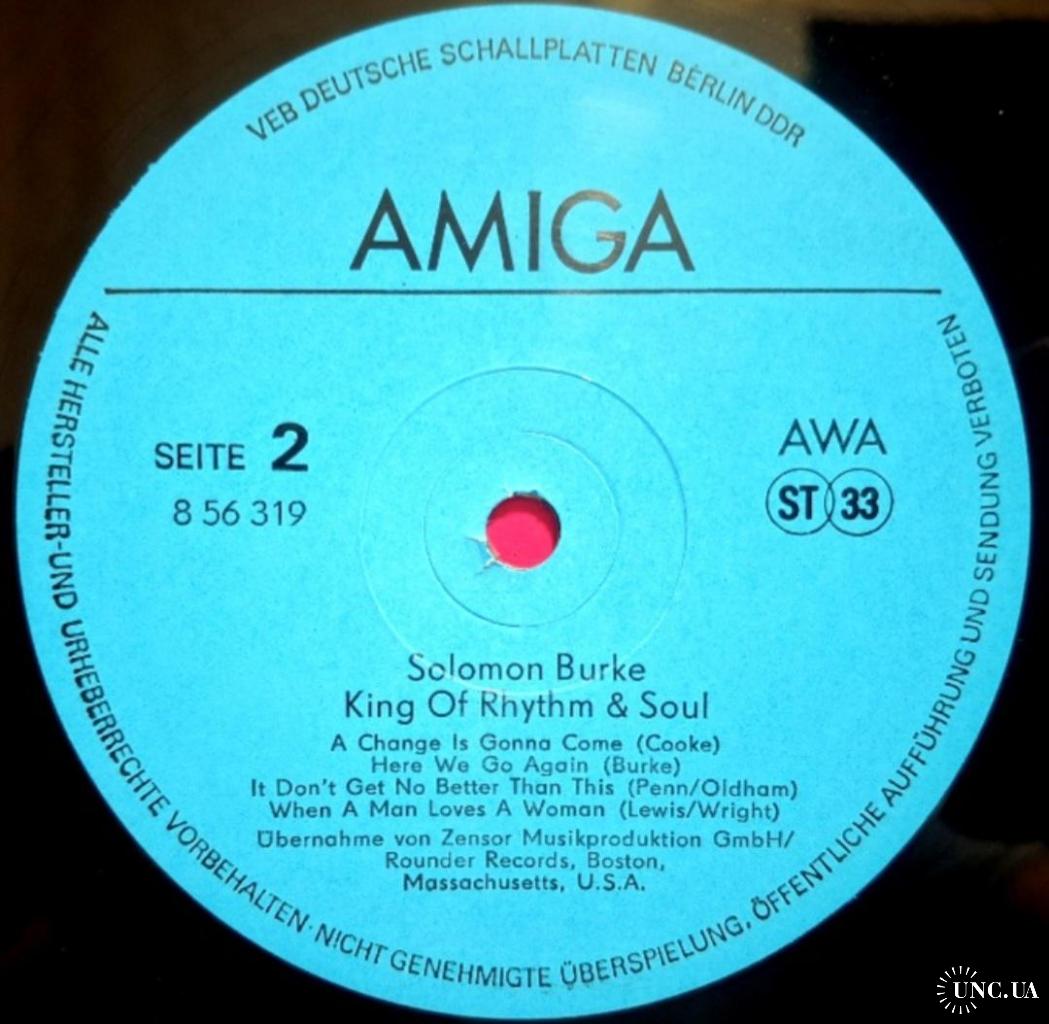 VEB DEUTSCHE SCHALLPLATTEN BERLIN DDR
AMIGA
SEITE 2
8 56 319
AWA
ST 33
Solomon Burke
King Of Rhythm & Soul
A Change Is Gonna Come (Cooke)
Here We Go Again (Burke)
It Don't Get No Better Than This (Penn/Oldham)
When A Man Loves A Woman (Lewis/Wright)
Übernahme von Zensor Musikproduktion GmbH/
Rounder Records, Boston,
Massachusetts, U.S.A.
ALLE HERSTELLER-UND URHEBERRECHTE VORBEHALTEN·NICHT GENEHMIGTE ÜBERSPIELUNG, ÖFFENTLICHE AUFFÜHRUNG UND SENDUNG VERBOTEN
UNC.UA